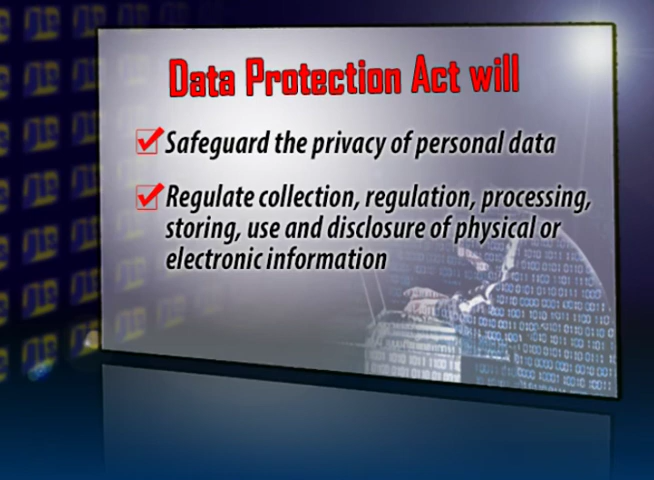 Data Protection Act will
Safeguard the privacy of personal data
Regulate collection, regulation, processing,
storing, use and disclosure of physical or
electronic information